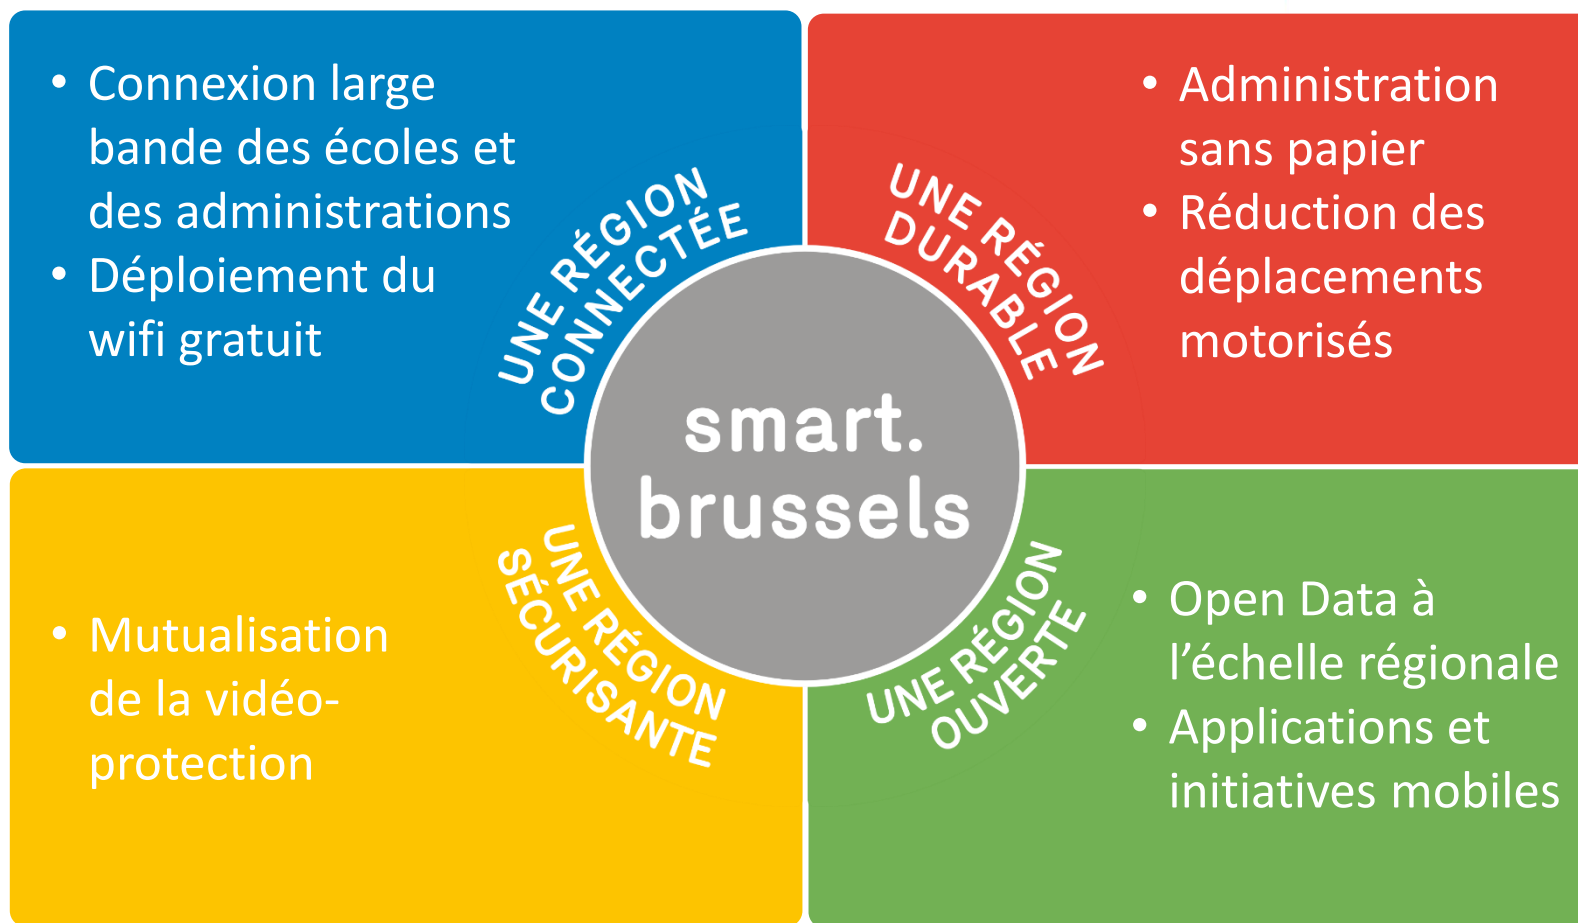 • Connexion large
bande des écoles et
des administrations
• Déploiement du
wifi gratuit
UNE RÉGION
CONNECTÉE
• Administration
sans papier
• Réduction des
déplacements
motorisés
UNE RÉGION
DURABLE
smart.
brussels
• Mutualisation
de la vidéo-
protection
UNE RÉGION
SÉCURISANTE
• Open Data à
l’échelle régionale
• Applications et
initiatives mobiles
UNE RÉGION
OUVERTE